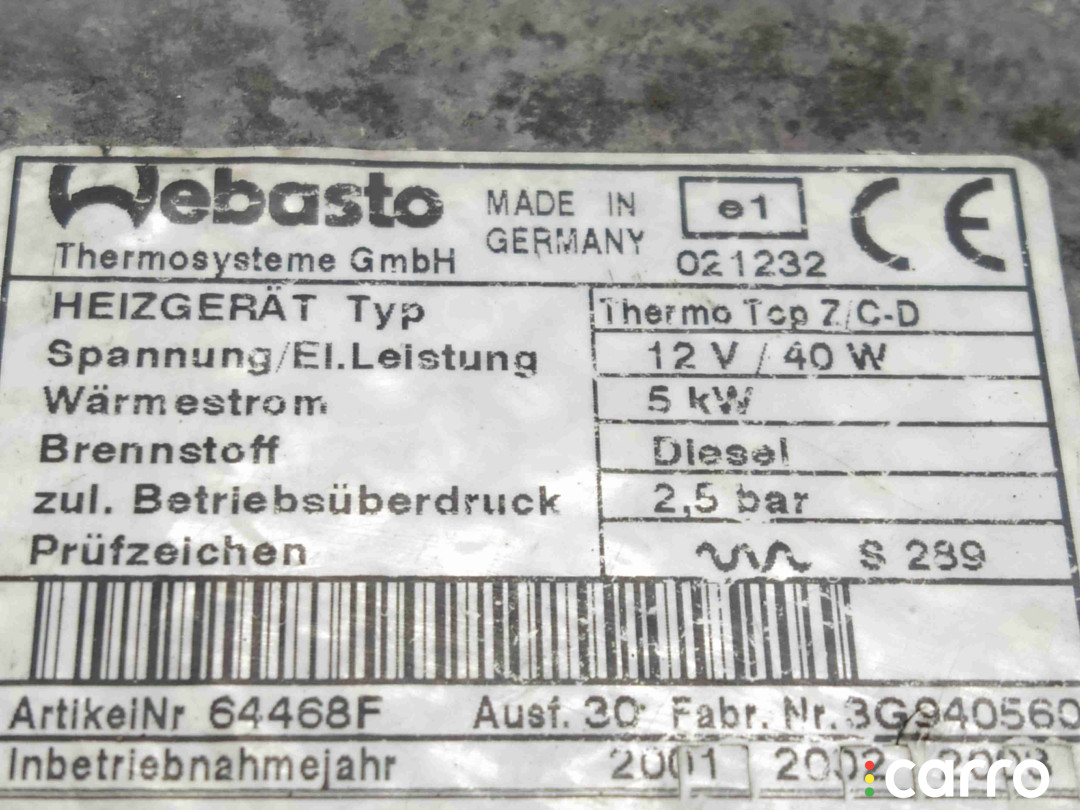 Webasto
Thermosysteme GmbH
MADE IN
GERMANY
e1
021232
CE
HEIZGERÄT Typ Thermo Top Z/C-D
Spannung/El.Leistung 12 V / 40 W
Wärmestrom 5 kW
Brennstoff Diesel
zul. Betriebsüberdruck 2,5 bar
Prüfzeichen S 289
ArtikelNr 64468F Ausf. 30 Fabr. Nr.
Inbetriebnahmejahr 2001 2002 2003
carro